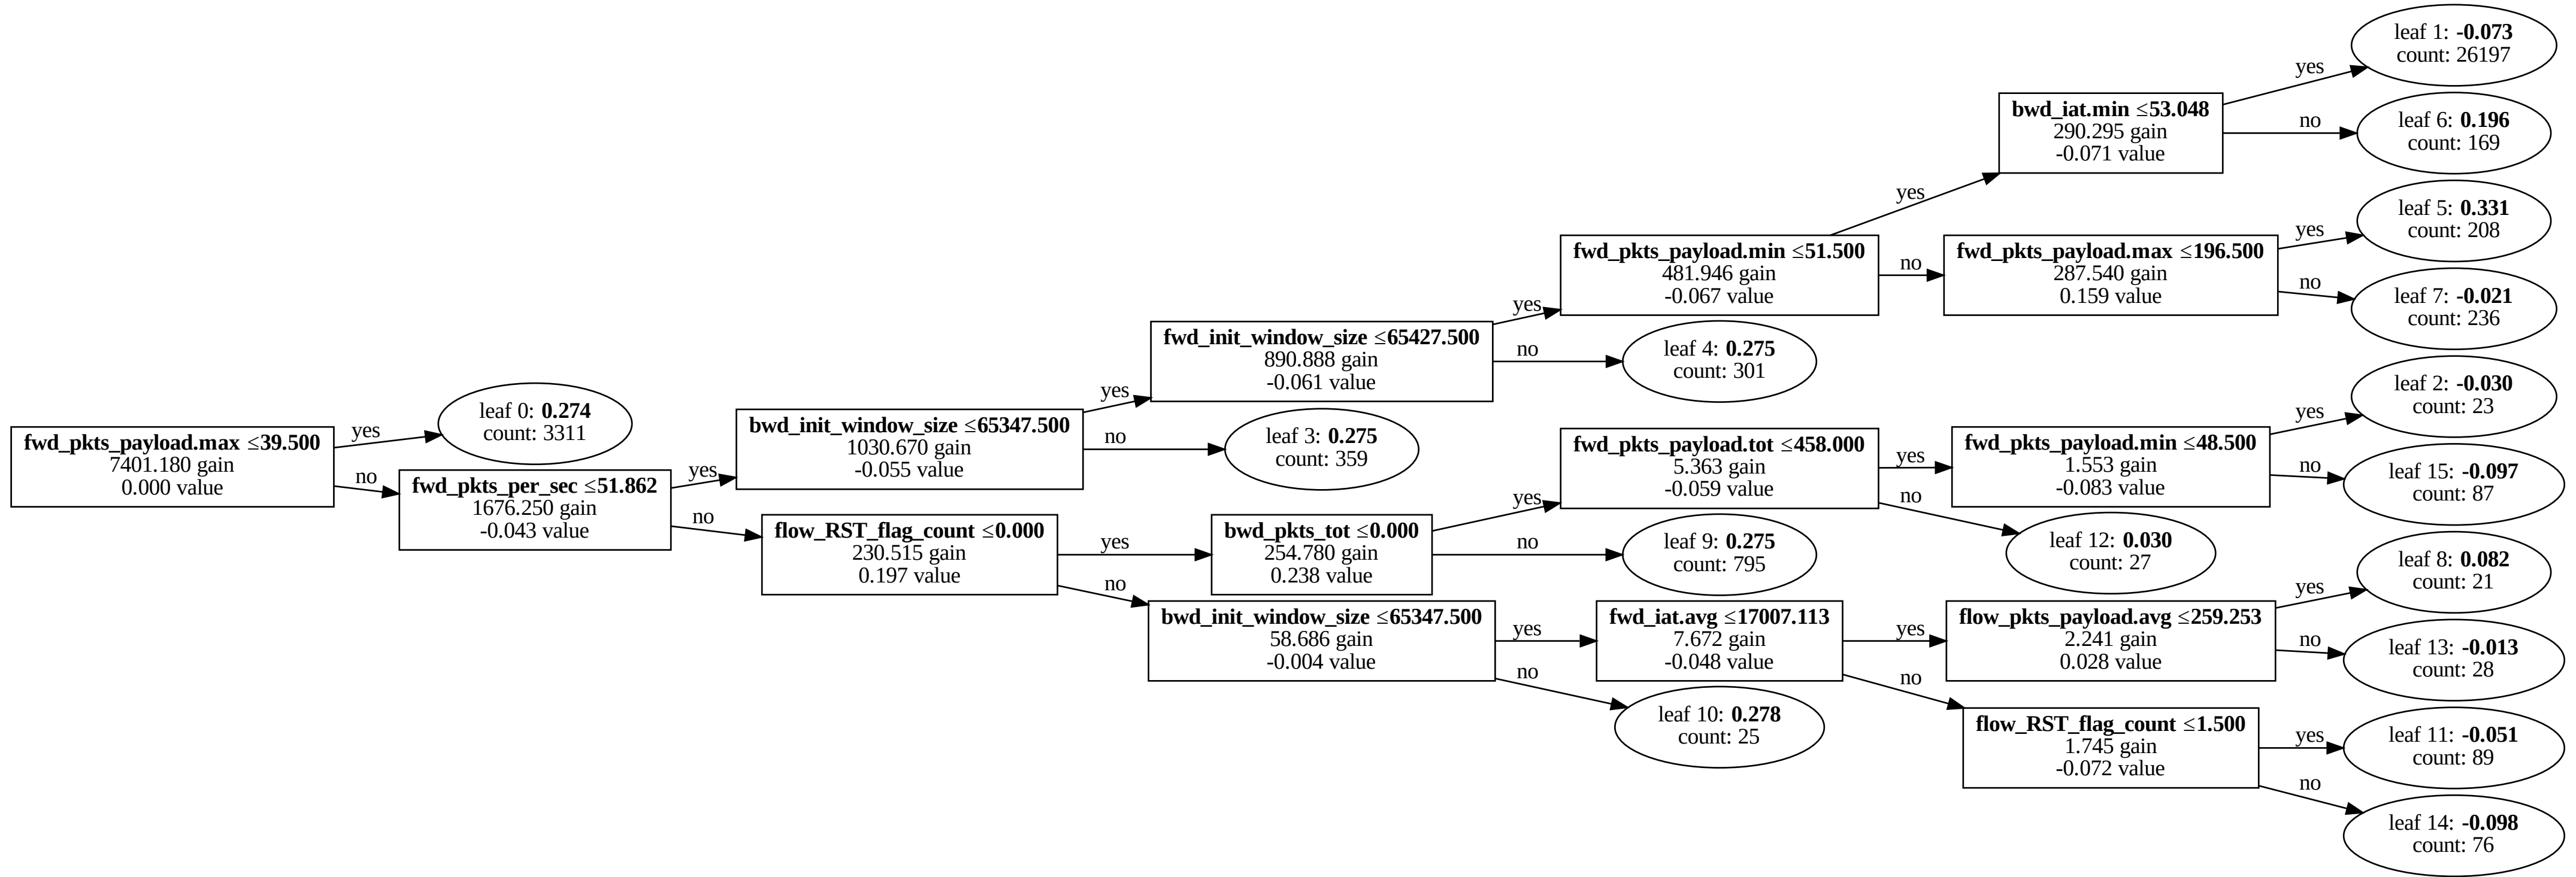 fwd_pkts_payload.max ≤39.500
7401.180 gain
0.000 value
yes
no
leaf 0: 0.274
count: 3311
fwd_pkts_per_sec ≤51.862
1676.250 gain
-0.043 value
yes
no
bwd_init_window_size ≤65347.500
1030.670 gain
-0.055 value
yes
no
flow_RST_flag_count ≤0.000
230.515 gain
0.197 value
yes
no
fwd_init_window_size ≤65427.500
890.888 gain
-0.061 value
yes
no
leaf 3: 0.275
count: 359
bwd_pkts_tot ≤0.000
254.780 gain
0.238 value
yes
no
bwd_init_window_size ≤65347.500
58.686 gain
-0.004 value
yes
no
fwd_pkts_payload.min ≤51.500
481.946 gain
-0.067 value
yes
no
leaf 4: 0.275
count: 301
fwd_pkts_payload.tot ≤458.000
5.363 gain
-0.059 value
yes
no
leaf 9: 0.275
count: 795
fwd_iat.avg ≤17007.113
7.672 gain
-0.048 value
yes
no
leaf 10: 0.278
count: 25
bwd_iat.min ≤53.048
290.295 gain
-0.071 value
yes
no
fwd_pkts_payload.max ≤196.500
287.540 gain
0.159 value
yes
no
fwd_pkts_payload.min ≤48.500
1.553 gain
-0.083 value
yes
no
leaf 12: 0.030
count: 27
flow_pkts_payload.avg ≤259.253
2.241 gain
0.028 value
yes
no
flow_RST_flag_count ≤1.500
1.745 gain
-0.072 value
yes
no
leaf 1: -0.073
count: 26197
leaf 6: 0.196
count: 169
leaf 5: 0.331
count: 208
leaf 7: -0.021
count: 236
leaf 2: -0.030
count: 23
leaf 15: -0.097
count: 87
leaf 8: 0.082
count: 21
leaf 13: -0.013
count: 28
leaf 11: -0.051
count: 89
leaf 14: -0.098
count: 76